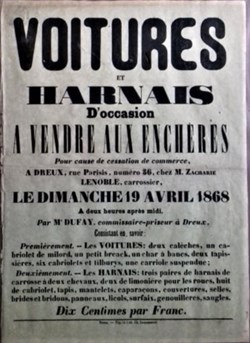 VOITURES
ET
HARNAIS
D'occasion
A VENDRE AUX ENCHÈRES
Pour cause de cessation de commerce,
A DREUX, rue Parisis, numéro 36, chez M. ZACHARIE
LENOBLE, carrossier,
LE DIMANCHE 19 AVRIL 1868
A deux heures après midi,
Par Me DUFAY, commissaire-priseur à Dreux,
Consistant en, savoir:
Premièrement. — Les VOITURES: deux calèches, un ca-
briolet de milord, un petit break, un char à bancs, deux tapis-
sières, six cabriolets et tilburys, une carriole suspendue;
Deuxièmement. — Les HARNAIS: trois paires de harnais de
carrosse à deux chevaux, deux de limonière pour les roues, huit
de cabriolet, tapis, mantelets, caparaçons, couvertures, selles,
brides et bridons, panneaux, licols, surfaix, genouillères, sangles.
Dix Centimes par Franc.